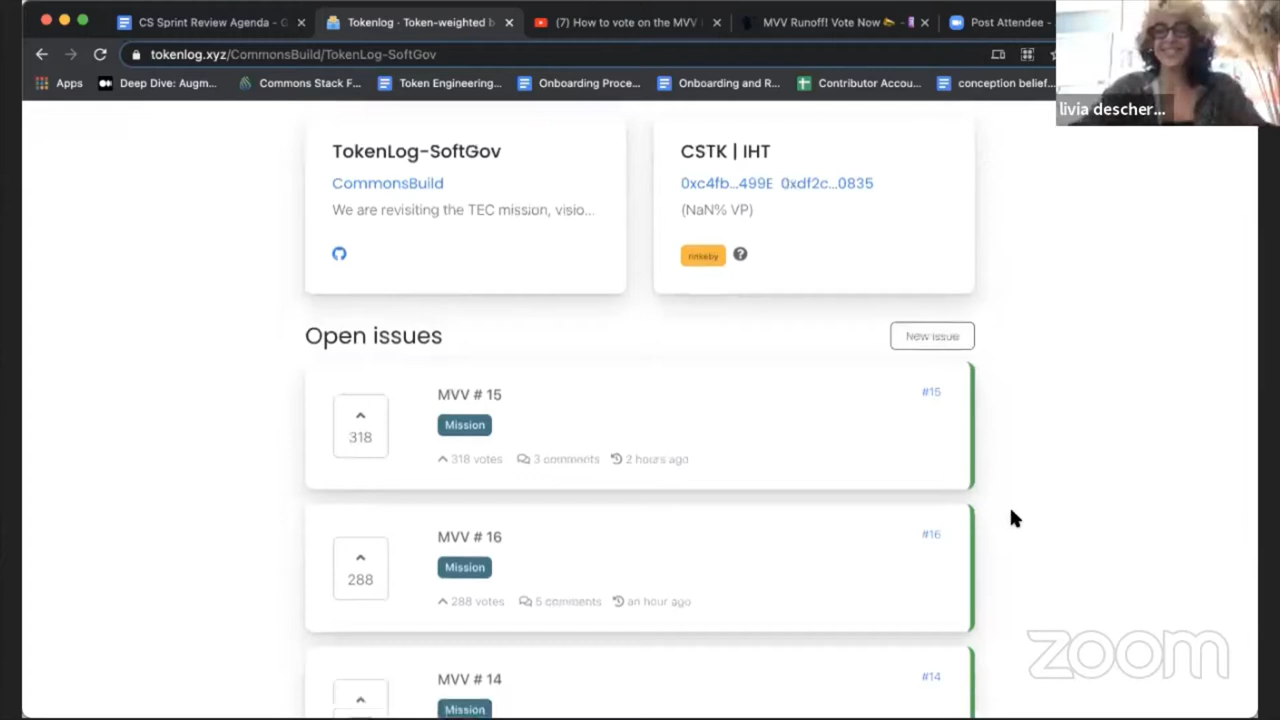 CS Sprint Review Agenda - G
Tokenlog · Token-weighted b
(7) How to vote on the MVV
MVV Runoff! Vote Now
Post Attendee -
tokenlog.xyz/CommonsBuild/TokenLog-SoftGov
Apps
Deep Dive: Augm...
Commons Stack F...
Token Engineering...
Onboarding Proce...
Onboarding and R...
Contributor Accou...
conception belief...
livia descher...
TokenLog-SoftGov
CommonsBuild
We are revisiting the TEC mission, visio...
CSTK | IHT
0xc4fb...499E 0xdf2c...0835
(NaN% VP)
rinkeby
?
Open issues
New issue
MVV # 15
#15
Mission
318
318 votes 3 comments 2 hours ago
MVV # 16
#16
Mission
288
288 votes 5 comments an hour ago
MVV # 14
#14
Mission
zoom